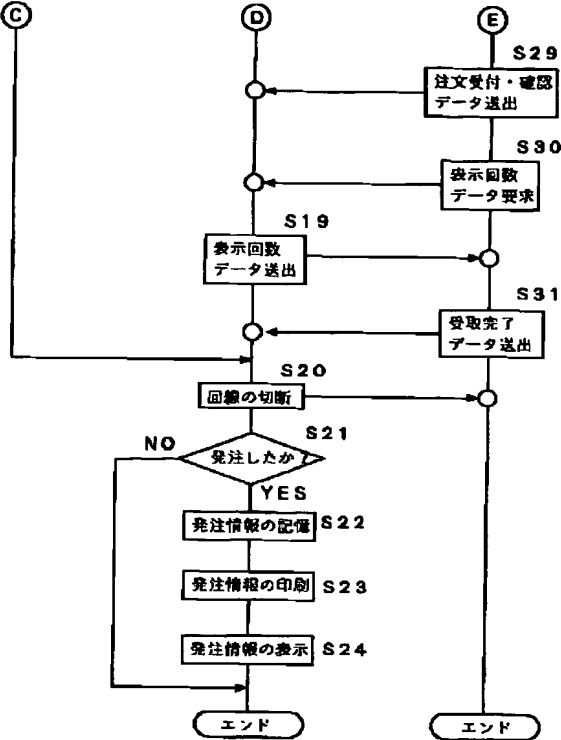 C
D
E
S29
注文受付・確認
データ送出
S30
表示回数
データ要求
S19
表示回数
データ送出
S31
受取完了
データ送出
S20
回線の切断
S21
NO
発注したか?
YES
発注情報の記憶
S22
発注情報の印刷
S23
発注情報の表示
S24
エンド
エンド